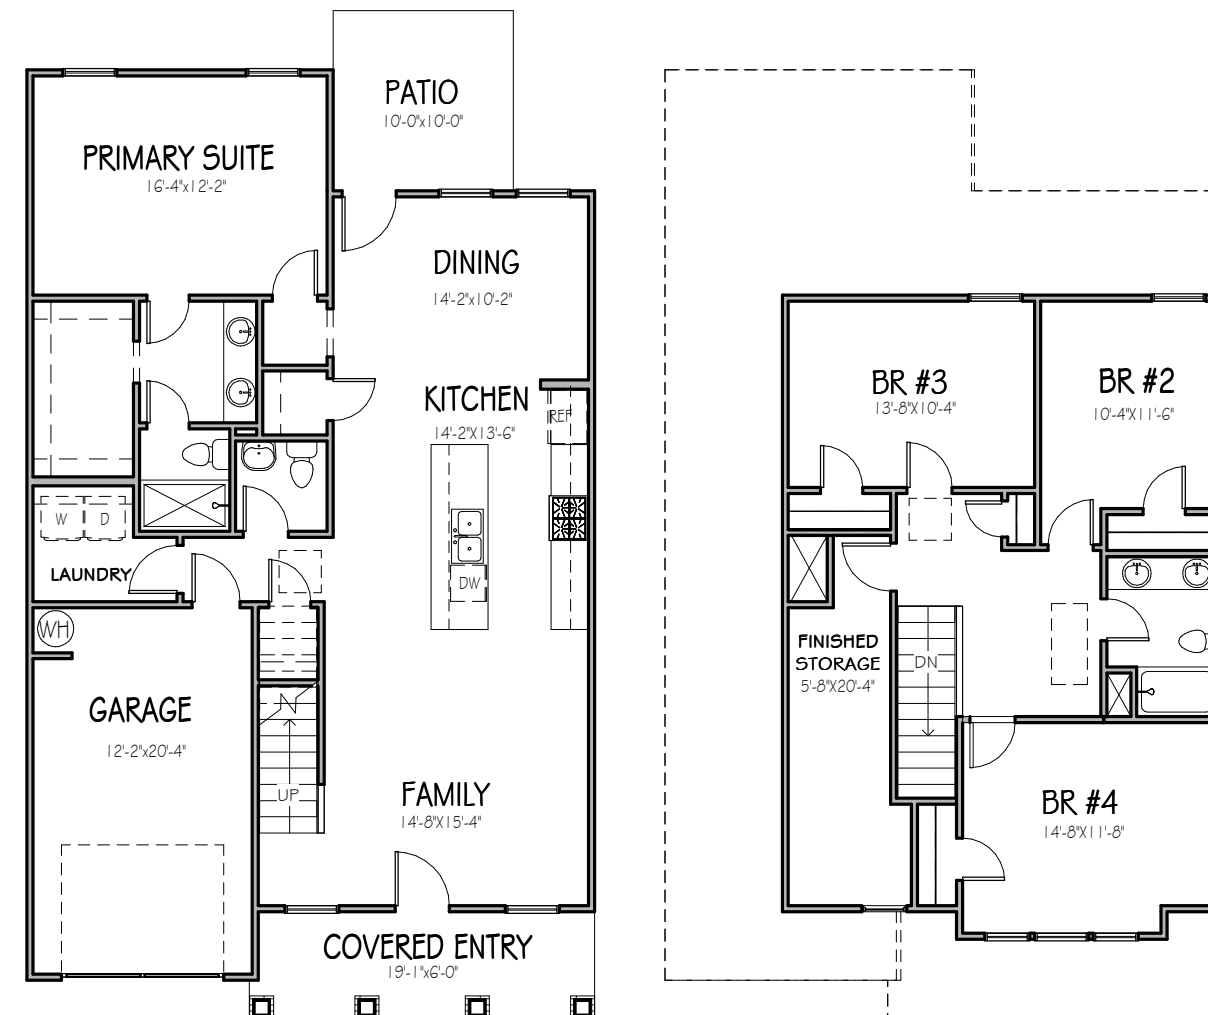 PATIO
10'-0"x10'-0"
PRIMARY SUITE
16'-4"x12'-2"
DINING
14'-2"x10'-2"
KITCHEN
14'-2"X13'-6"
REF
W
D
DW
LAUNDRY
WH
GARAGE
12'-2"x20'-4"
UP
FAMILY
14'-8"X15'-4"
COVERED ENTRY
19'-1"x6'-0"
BR #3
13'-8"X10'-4"
BR #2
10'-4"X11'-6"
FINISHED
STORAGE
5'-8"X20'-4"
DN
BR #4
14'-8"X11'-8"